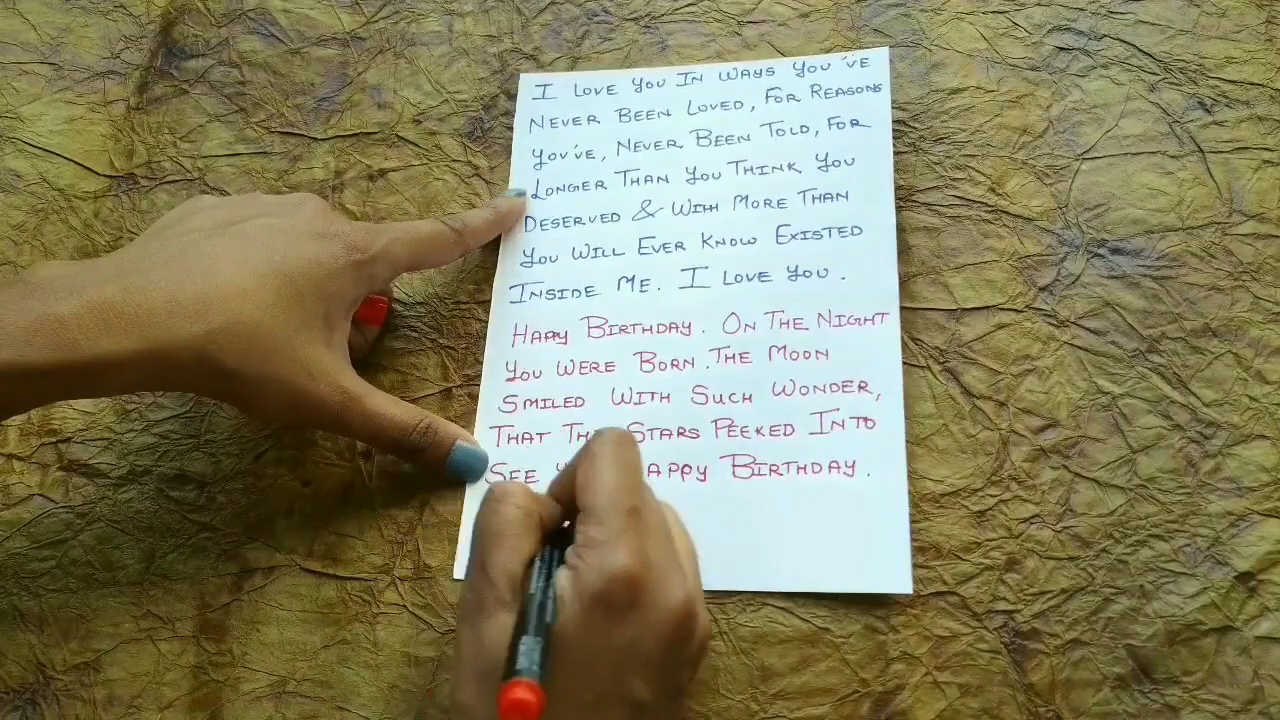 I LOVE YOU IN WAYS YOU'VE
NEVER BEEN LOVED, FOR REASONS
YOU'VE, NEVER BEEN TOLD, FOR
LONGER THAN YOU THINK YOU
DESERVED & WITH MORE THAN
YOU WILL EVER KNOW EXISTED
INSIDE ME. I LOVE YOU.
HAPPY BIRTHDAY. ON THE NIGHT
YOU WERE BORN. THE MOON
SMILED WITH SUCH WONDER,
THAT STARS PEEKED INTO
SEE BIRTHDAY.